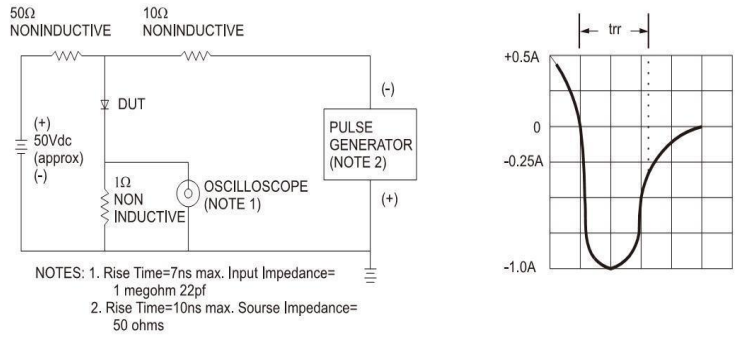 50Ω
NONINDUCTIVE
10Ω
NONINDUCTIVE
(+)
50Vdc
(approx)
(-)
DUT
1Ω
NON
INDUCTIVE
OSCILLOSCOPE
(NOTE 1)
(-)
PULSE
GENERATOR
(NOTE 2)
(+)
NOTES: 1. Rise Time=7ns max. Input Impedance=
1 megohm 22pf
2. Rise Time=10ns max. Sourse Impedance=
50 ohms
trr
+0.5A
0
-0.25A
-1.0A